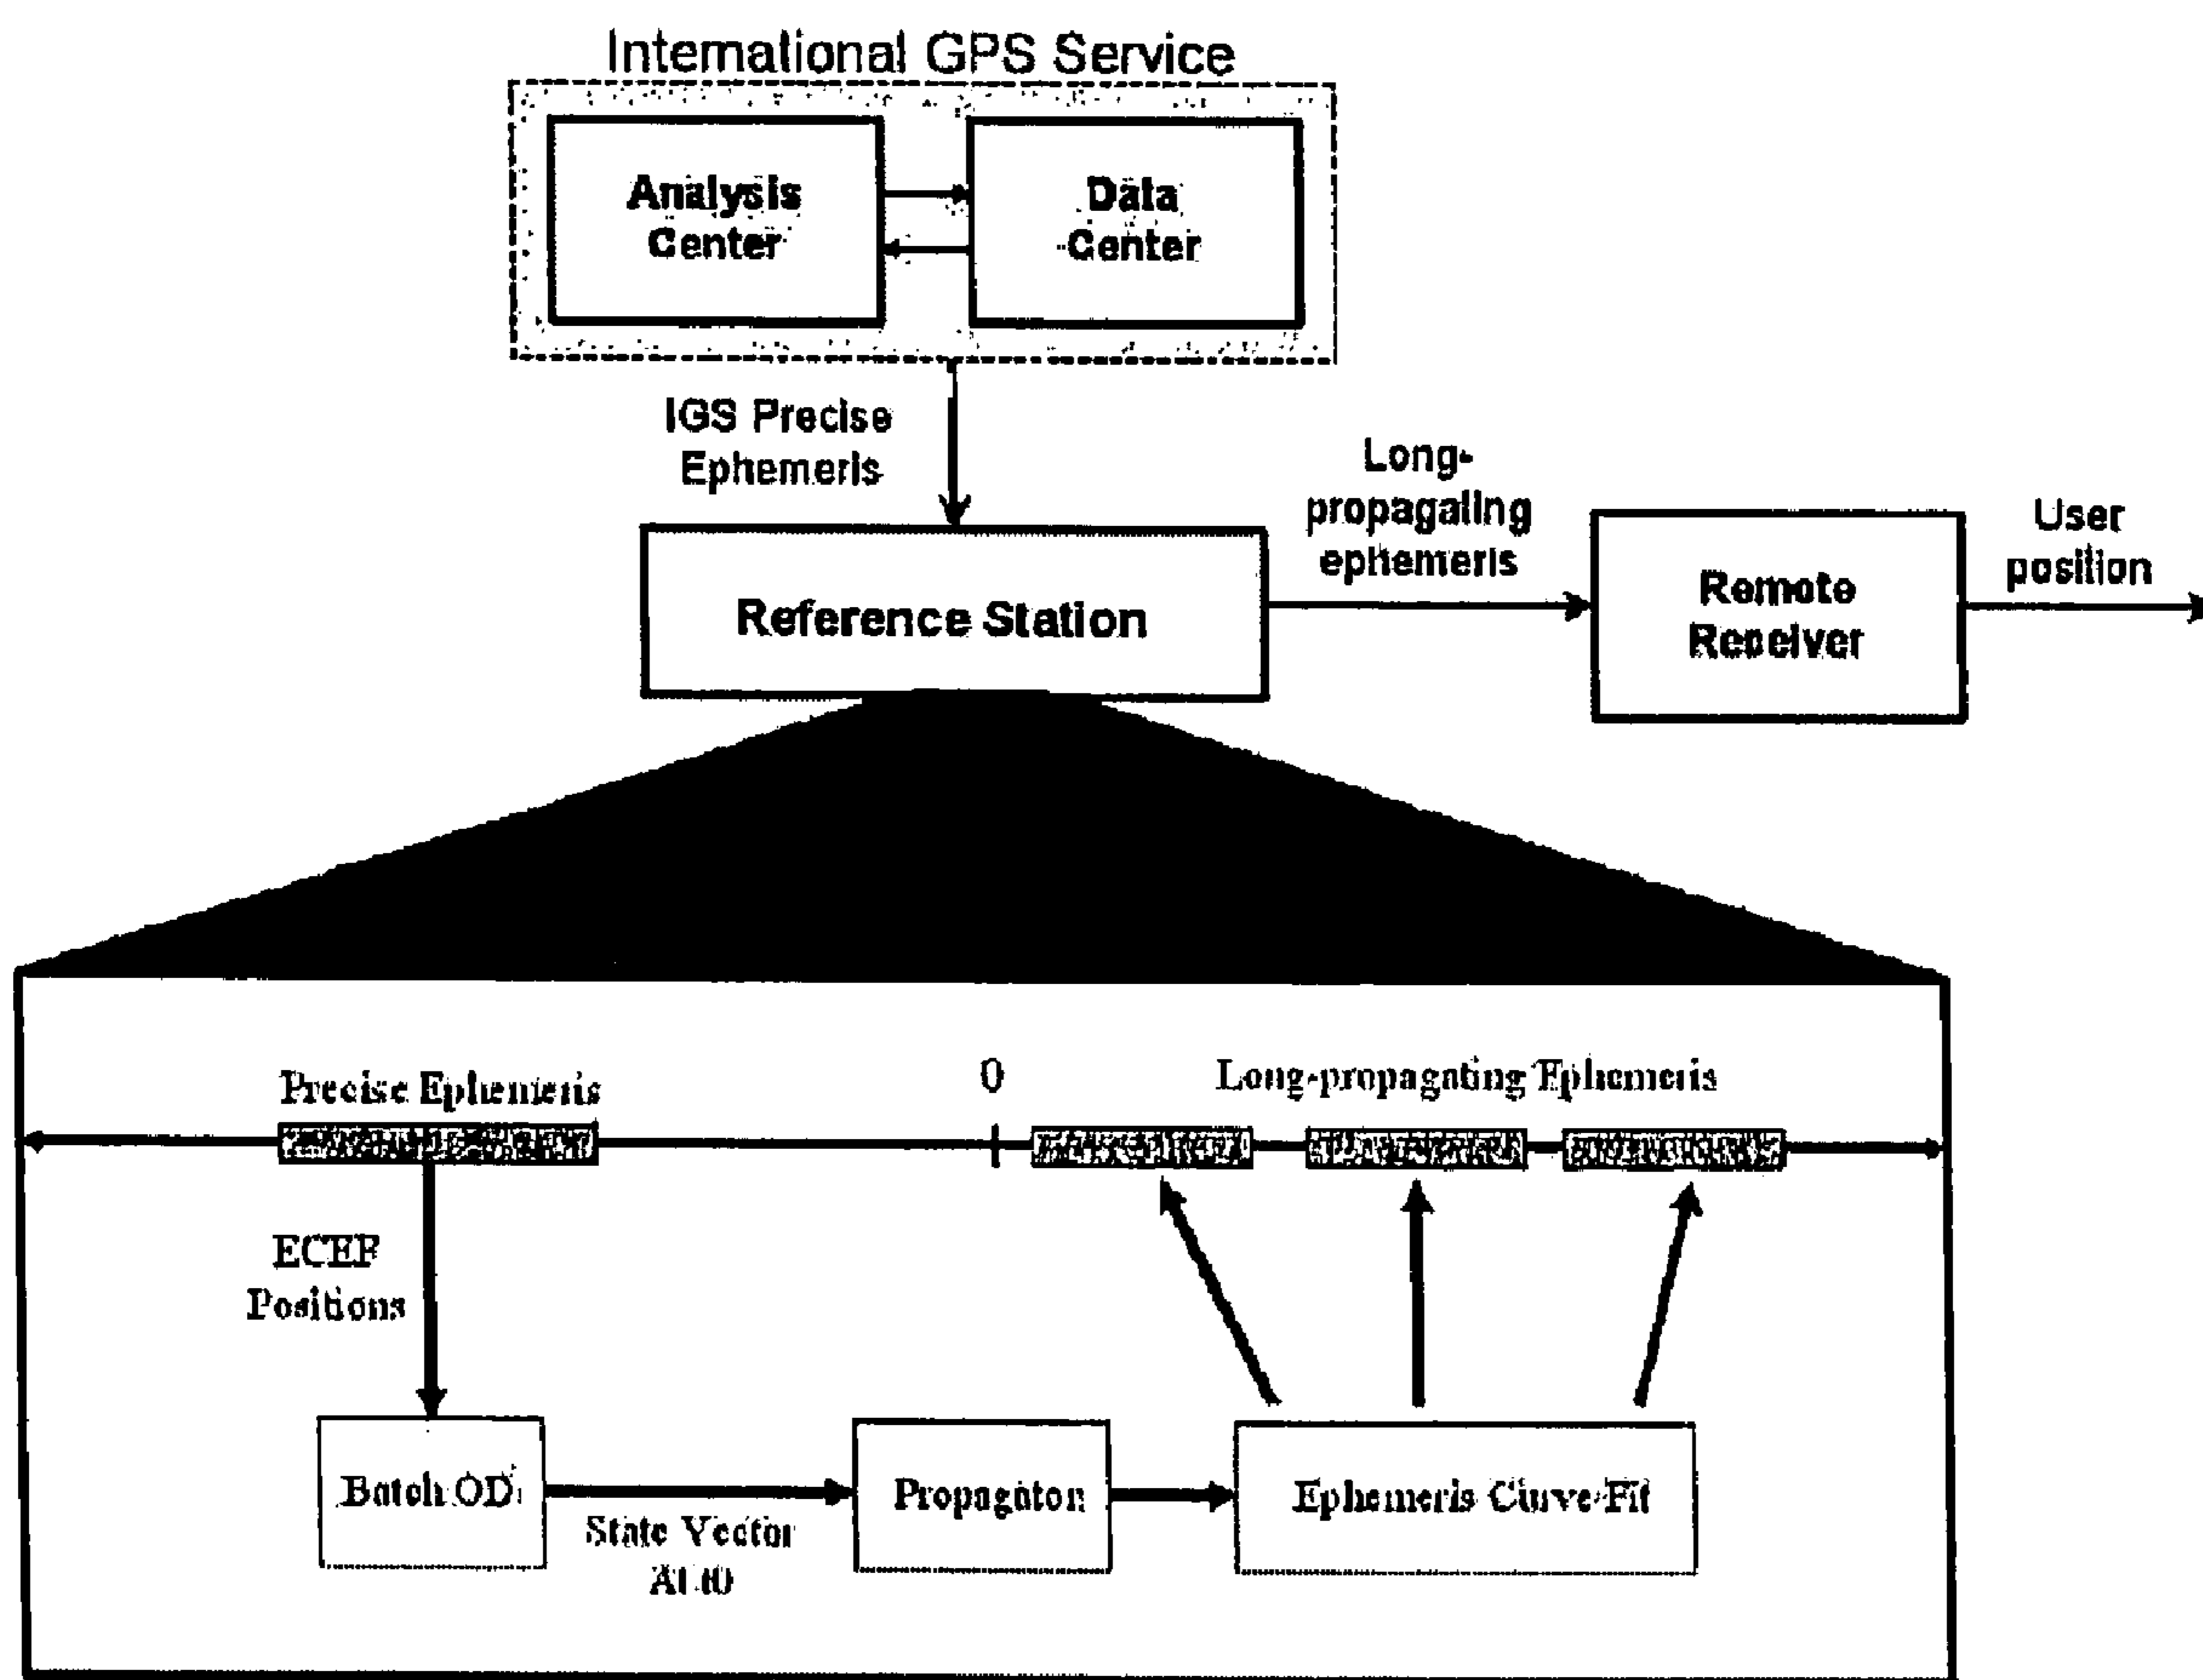 International GPS Service
Analysis
Center
Data
Center
IGS Precise
Ephemeris
Long-
propagating
ephemeris
Reference Station
Remote
Receiver
User
position
Precise Ephemeris
0
Long-propagating Ephemeris
ECEF
Positions
Batch OD
State Vector
At t0
Propagation
Ephemeris Curve Fit